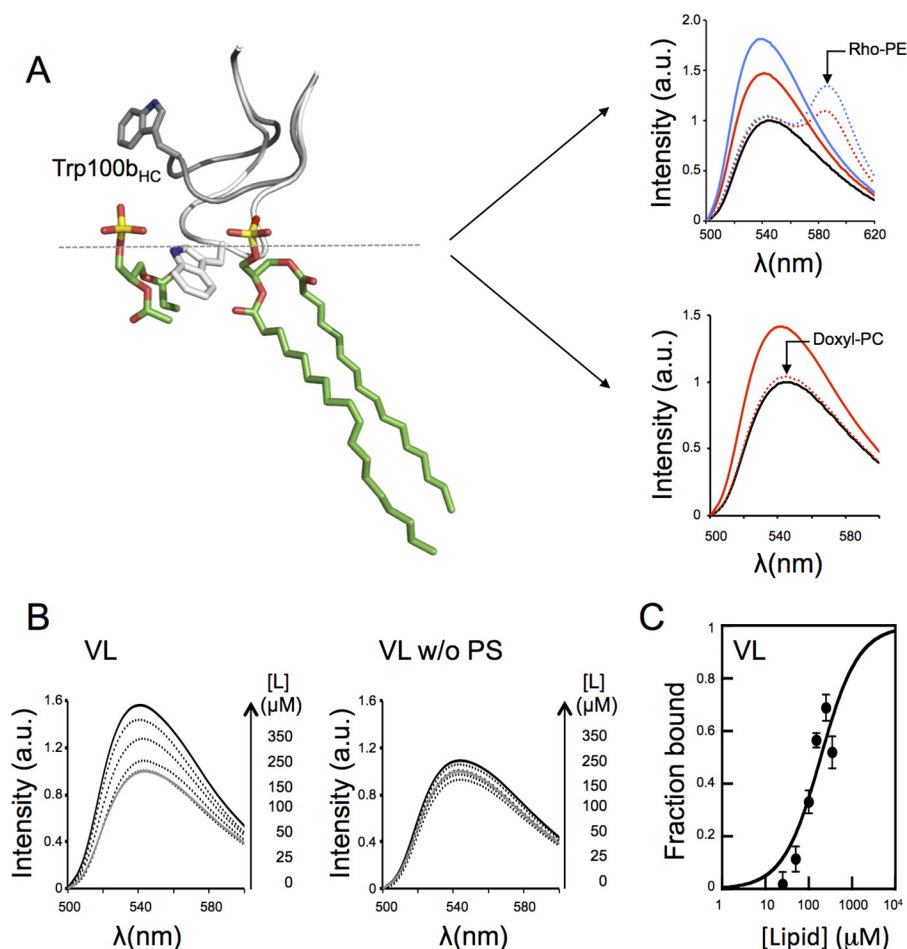 A
Trp100bHC
Intensity (a.u.)
2
1.5
1.0
0.5
0
500
540
580
620
λ(nm)
Rho-PE
Intensity (a.u.)
1.5
1
0.5
0
500
540
580
λ(nm)
Doxyl-PC
B
VL
Intensity (a.u.)
1.6
1.2
0.8
0.4
0
500
540
580
λ(nm)
[L]
(µM)
350
250
150
100
50
25
0
VL w/o PS
Intensity (a.u.)
1.6
1.2
0.8
0.4
0
500
540
580
λ(nm)
[L]
(µM)
350
250
150
100
50
25
0
C
VL
Fraction bound
1
0.8
0.6
0.4
0.2
0
1
10
100
1000
10⁴
[Lipid] (µM)